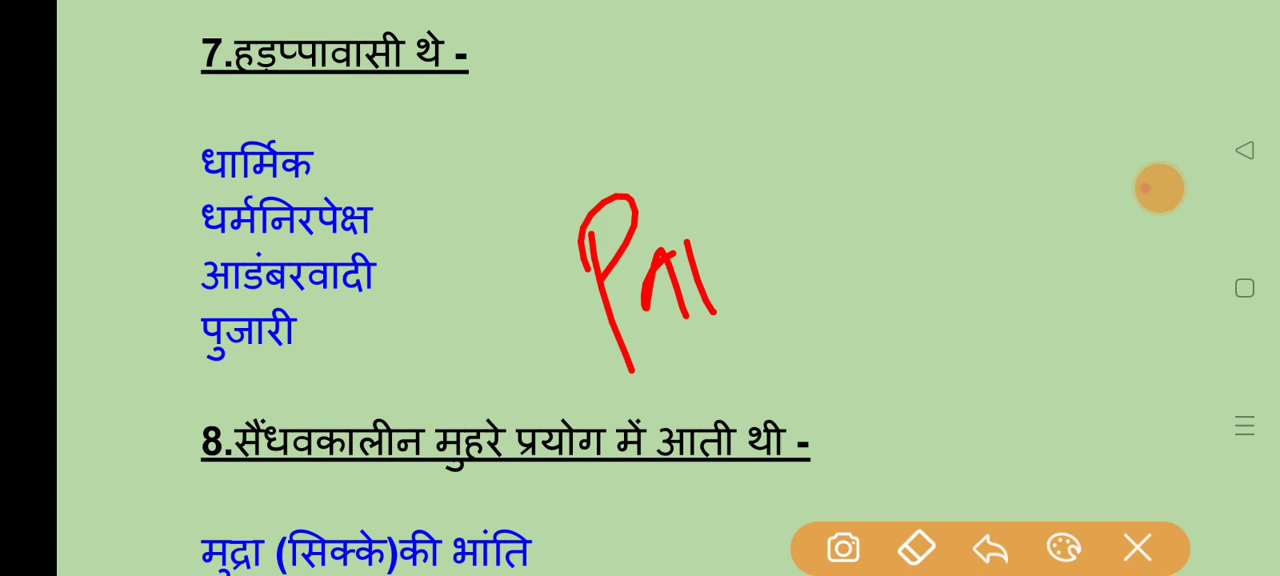 7.हड़प्पावासी थे -
धार्मिक
धर्मनिरपेक्ष
आडंबरवादी
पुजारी
8.सैंधवकालीन मुहरे प्रयोग में आती थी -
मुद्रा (सिक्के)की भांति